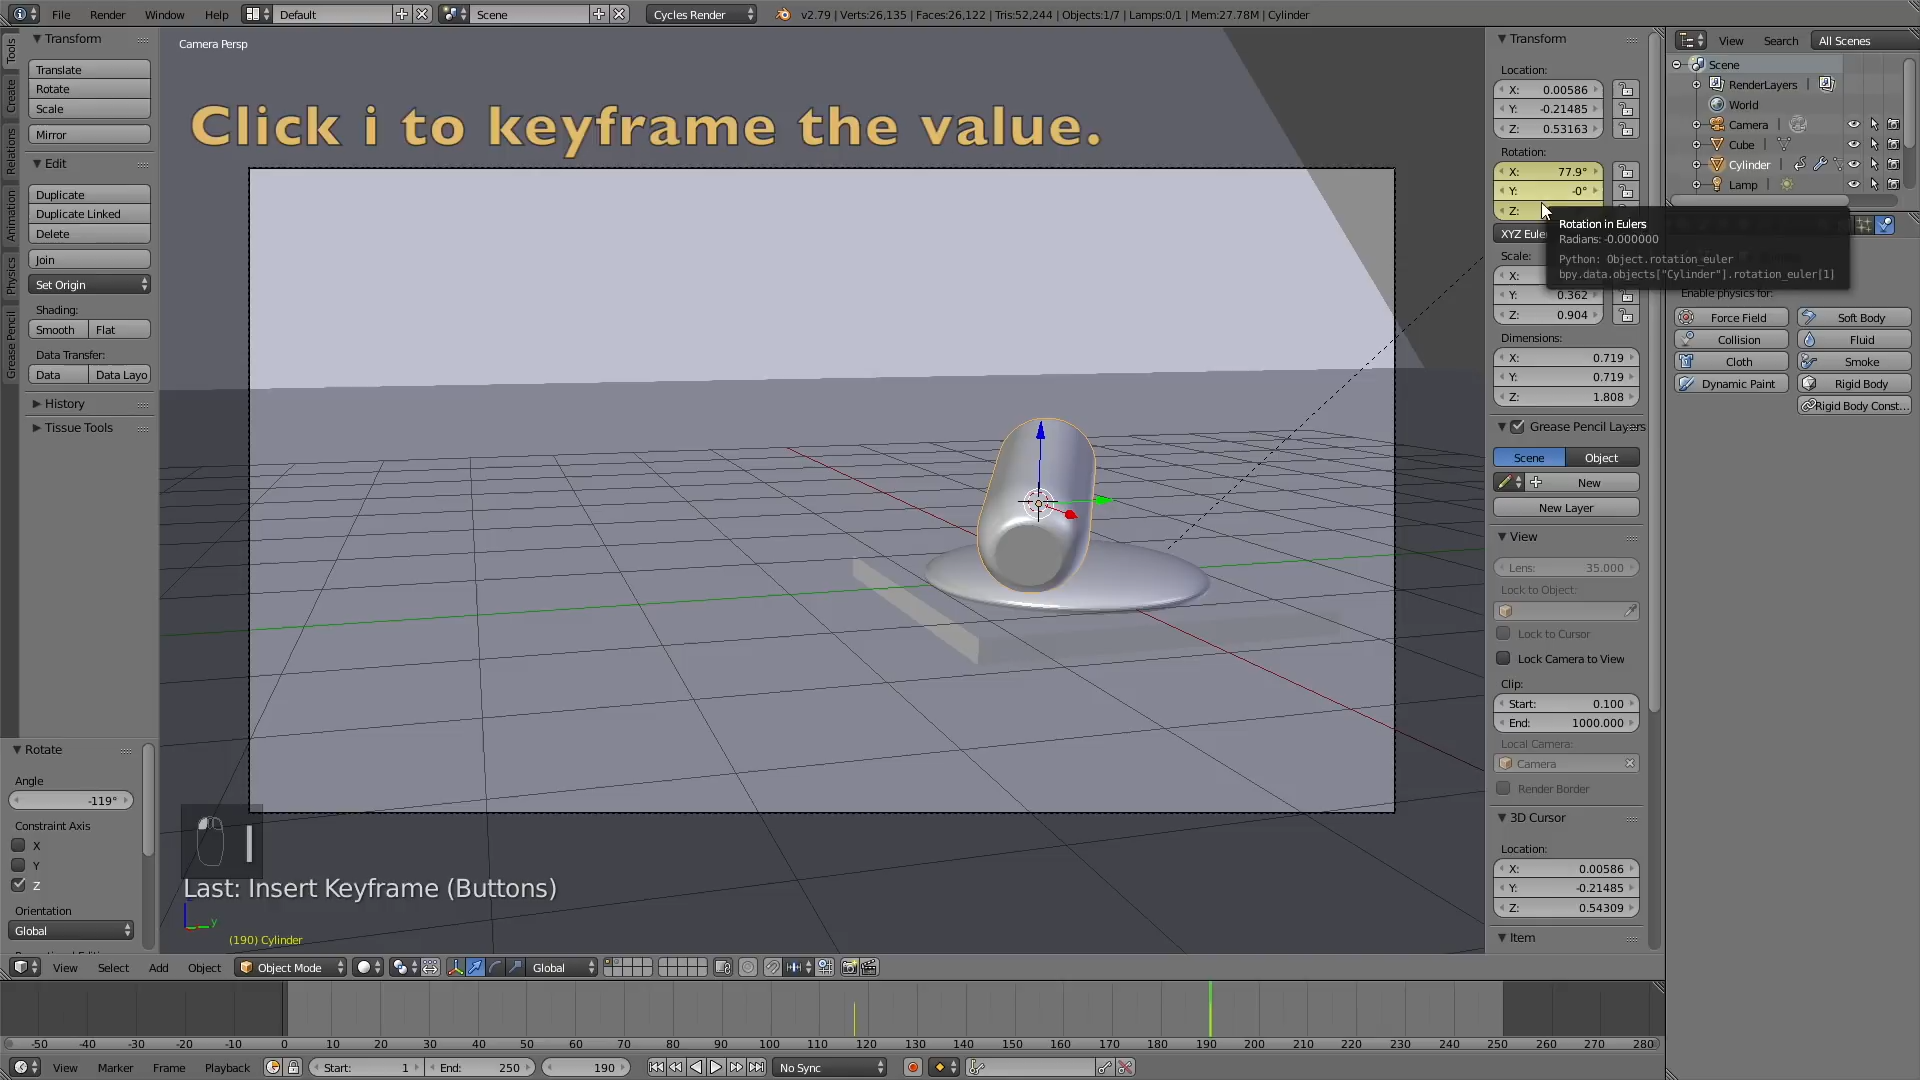 File Render Window Help Default Scene Cycles Render v2.79 | Verts:26,135 | Faces:26,122 | Tris:52,244 | Objects:1/7 | Lamps:0/1 | Mem:27.78M | Cylinder
Tools
Create
Relations
Animation
Physics
Grease Pencil
Transform
Translate
Rotate
Scale
Mirror
Edit
Duplicate
Duplicate Linked
Delete
Join
Set Origin
Shading:
Smooth Flat
Data Transfer:
Data Data Layo
History
Tissue Tools
Rotate
Angle
-119°
Constraint Axis
X
Y
Z
Orientation
Global
Camera Persp
Click i to keyframe the value.
Last: Insert Keyframe (Buttons)
y
(190) Cylinder
Transform
Location:
X: 0.00586
Y: -0.21485
Z: 0.53163
Rotation:
X: 77.9°
Y: -0°
Z:
XYZ Eule
Rotation in Eulers
Radians: -0.000000
Python: Object.rotation_euler
bpy.data.objects["Cylinder"].rotation_euler[1]
Scale:
X:
Y: 0.362
Z: 0.904
Dimensions:
X: 0.719
Y: 0.719
Z: 1.808
Grease Pencil Layers
Scene Object
New
New Layer
View
Lens: 35.000
Lock to Object:
Lock to Cursor
Lock Camera to View
Clip:
Start: 0.100
End: 1000.000
Local Camera:
Camera
Render Border
3D Cursor
Location:
X: 0.00586
Y: -0.21485
Z: 0.54309
Item
View Search All Scenes
Scene
RenderLayers
World
Camera
Cube
Cylinder
Lamp
Enable physics for:
Force Field Soft Body
Collision Fluid
Cloth Smoke
Dynamic Paint Rigid Body
Rigid Body Const...
View Select Add Object Object Mode Global
-50 -40 -30 -20 -10 0 10 20 30 40 50 60 70 80 90 100 110 120 130 140 150 160 170 180 190 200 210 220 230 240 250 260 270 280
View Marker Frame Playback Start: 1 End: 250 190 No Sync